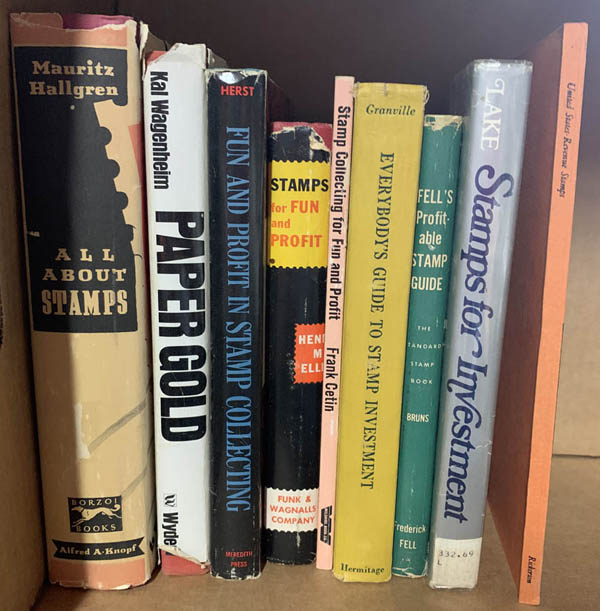 Mauritz
Hallgren
ALL
ABOUT
STAMPS
BORZOI
BOOKS
Alfred A. Knopf
Kal Wagenheim
PAPER GOLD
Wyde
HERST
FUN AND PROFIT IN STAMP COLLECTING
MEREDITH
PRESS
STAMPS
for FUN
and
PROFIT
HEN
M
ELL
FUNK &
WAGNALLS
COMPANY
Stamp Collecting for Fun and Profit Frank Cetin
Granville
EVERYBODY'S GUIDE TO STAMP INVESTMENT
Hermitage
FELL'S
Profit-
able
STAMP
GUIDE
THE
STANDARD
STAMP
BOOK
BRUNS
rederick
FELL
LAKE Stamps for Investment
332.69
L
United States Revenue Stamps